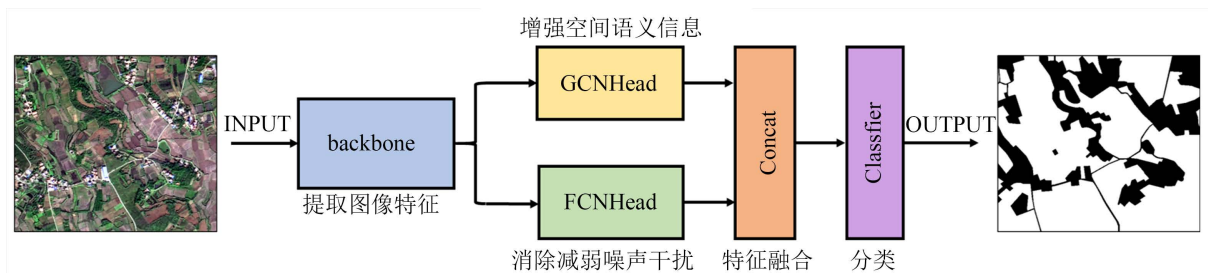 增强空间语义信息
GCNHead
INPUT
backbone
提取图像特征
FCNHead
消除减弱噪声干扰
Concat
特征融合
Classfier
分类
OUTPUT